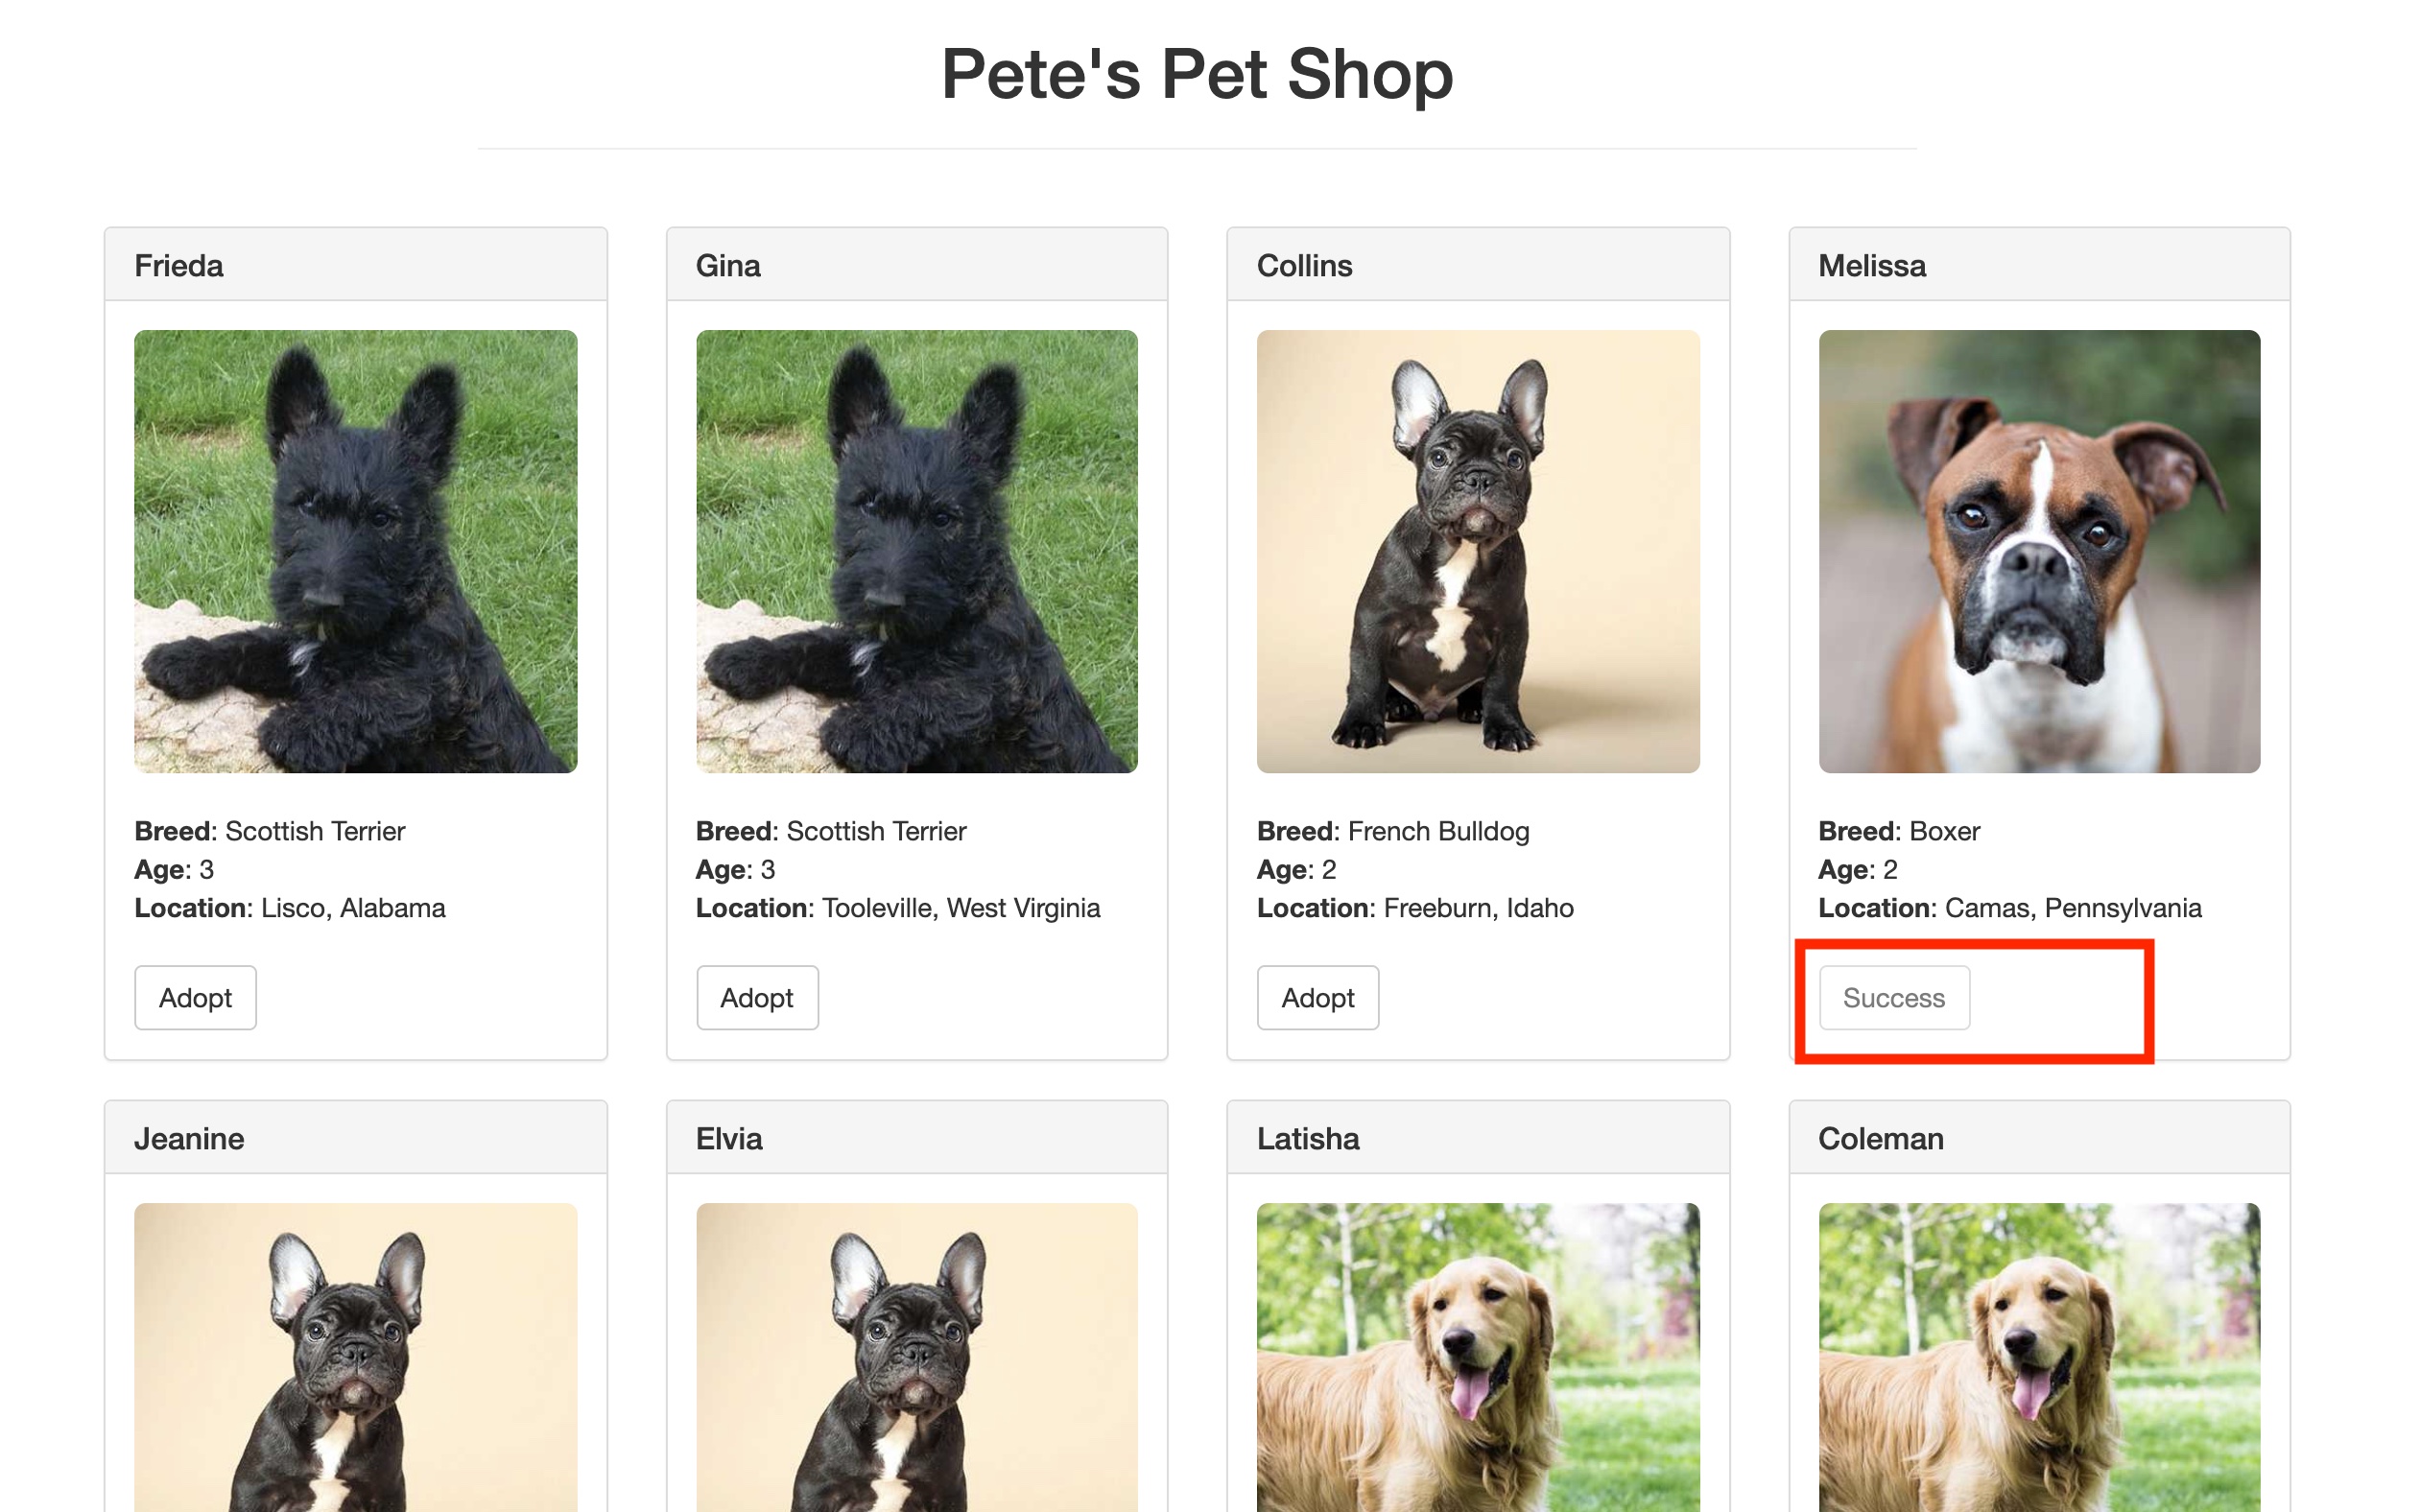 Pete's Pet Shop
Frieda
Breed: Scottish Terrier
Age: 3
Location: Lisco, Alabama
Adopt
Gina
Breed: Scottish Terrier
Age: 3
Location: Tooleville, West Virginia
Adopt
Collins
Breed: French Bulldog
Age: 2
Location: Freeburn, Idaho
Adopt
Melissa
Breed: Boxer
Age: 2
Location: Camas, Pennsylvania
Success
Jeanine
Elvia
Latisha
Coleman